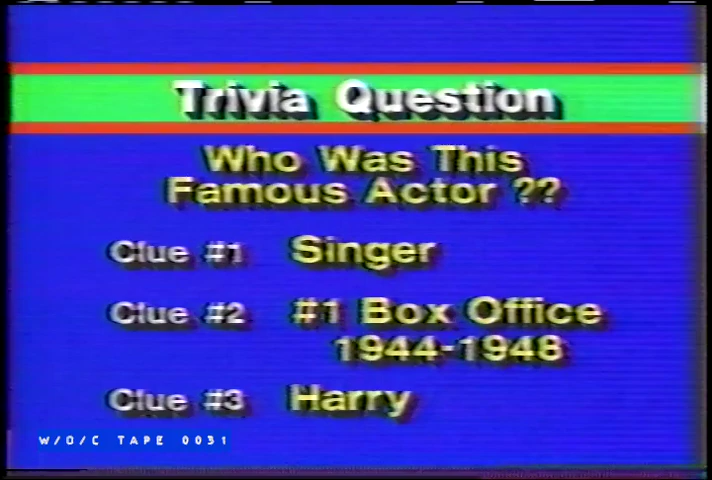 Trivia Question
Who Was This
Famous Actor ??
Clue #1 Singer
Clue #2 #1 Box Office
1944-1948
Clue #3 Harry
W/O/C TAPE 0031